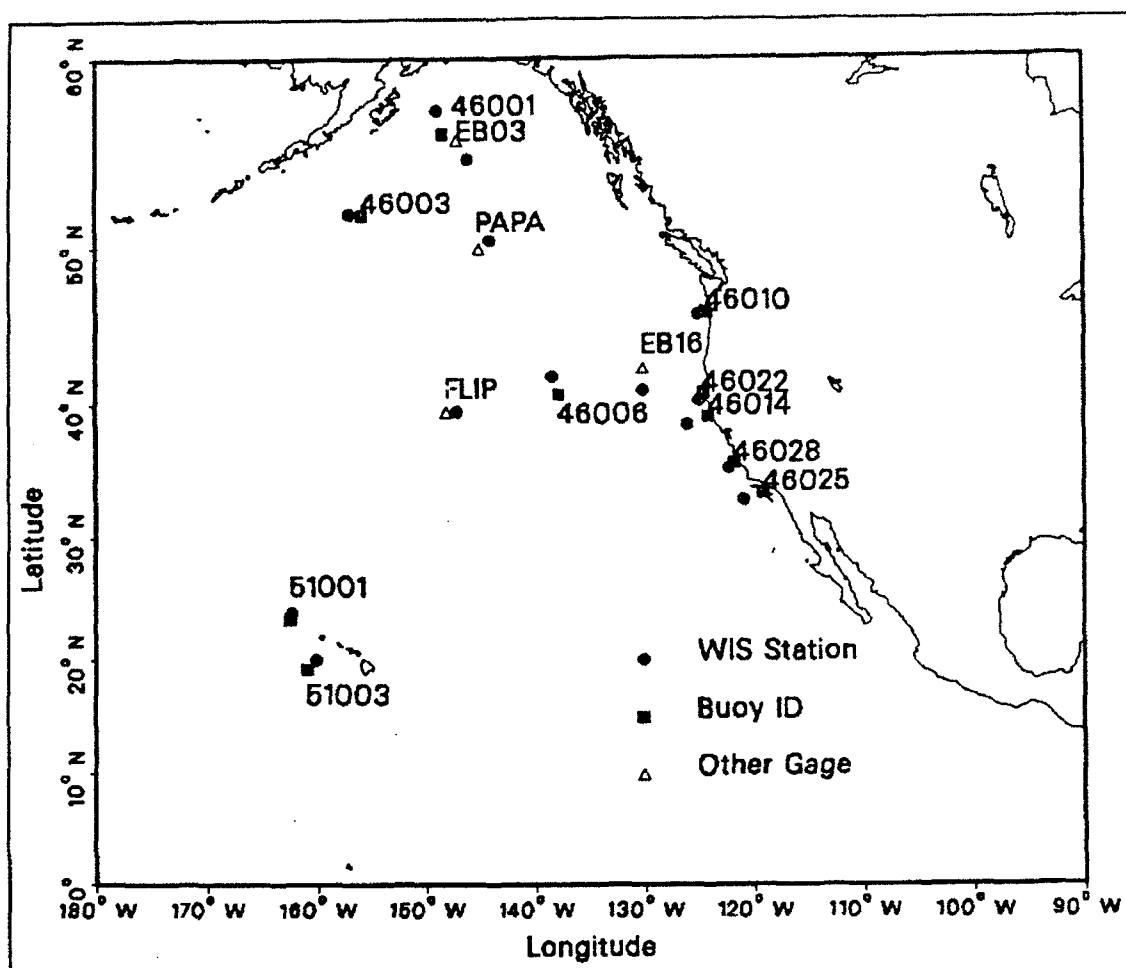 60° N
50° N
40° N
30° N
20° N
10° N
0°
Latitude
46001
EB03
46003
PAPA
46010
EB16
46022
FLIP
46006
46014
46028
46025
51001
51003
WIS Station
Buoy ID
Other Gage
180° W
170° W
160° W
150° W
140° W
130° W
120° W
110° W
100° W
90° W
Longitude